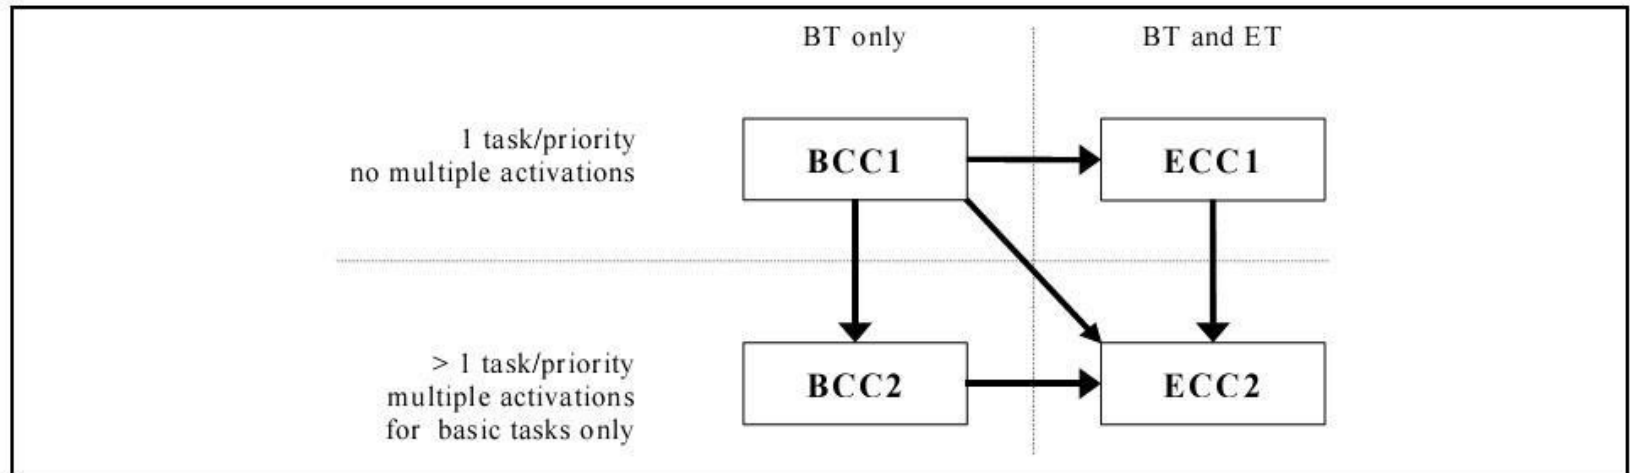 BT only
BT and ET
1 task/priority
no multiple activations
BCC1
ECC1
> 1 task/priority
multiple activations
for basic tasks only
BCC2
ECC2